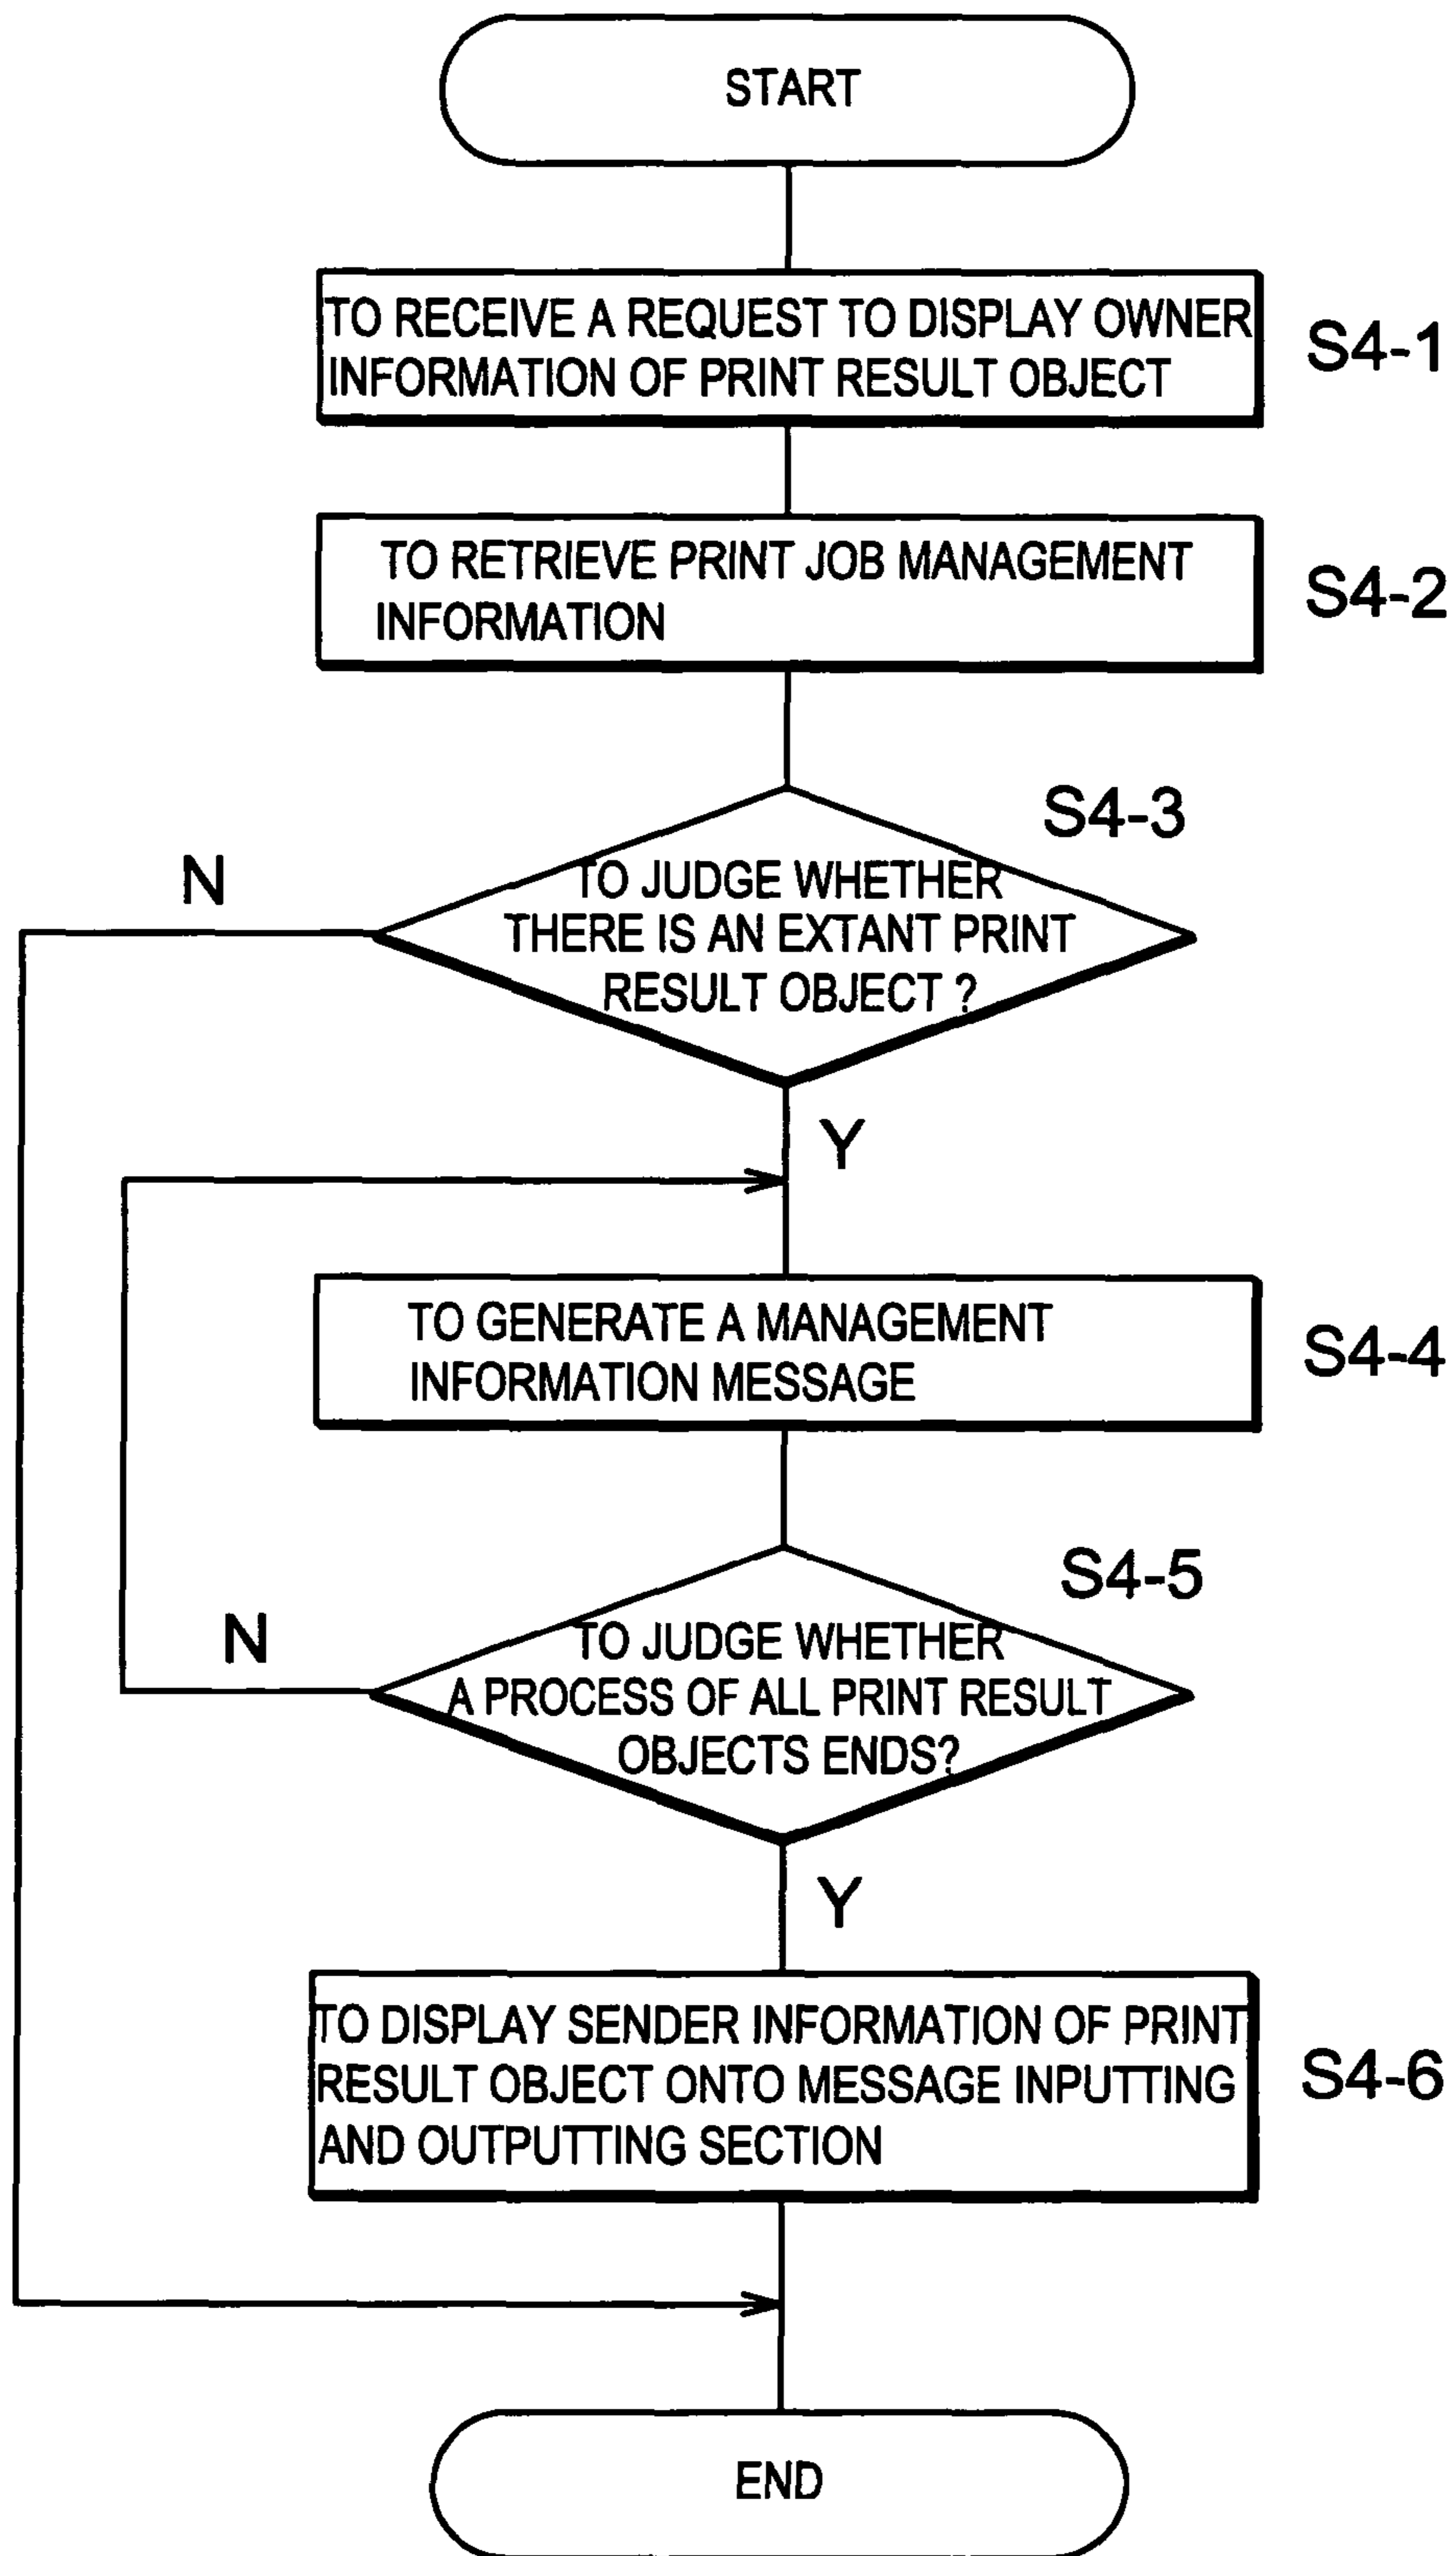 START
TO RECEIVE A REQUEST TO DISPLAY OWNER
INFORMATION OF PRINT RESULT OBJECT
S4-1
TO RETRIEVE PRINT JOB MANAGEMENT
INFORMATION
S4-2
S4-3
N
TO JUDGE WHETHER
THERE IS AN EXTANT PRINT
RESULT OBJECT ?
Y
TO GENERATE A MANAGEMENT
INFORMATION MESSAGE
S4-4
S4-5
N
TO JUDGE WHETHER
A PROCESS OF ALL PRINT RESULT
OBJECTS ENDS?
Y
TO DISPLAY SENDER INFORMATION OF PRINT
RESULT OBJECT ONTO MESSAGE INPUTTING
AND OUTPUTTING SECTION
S4-6
END